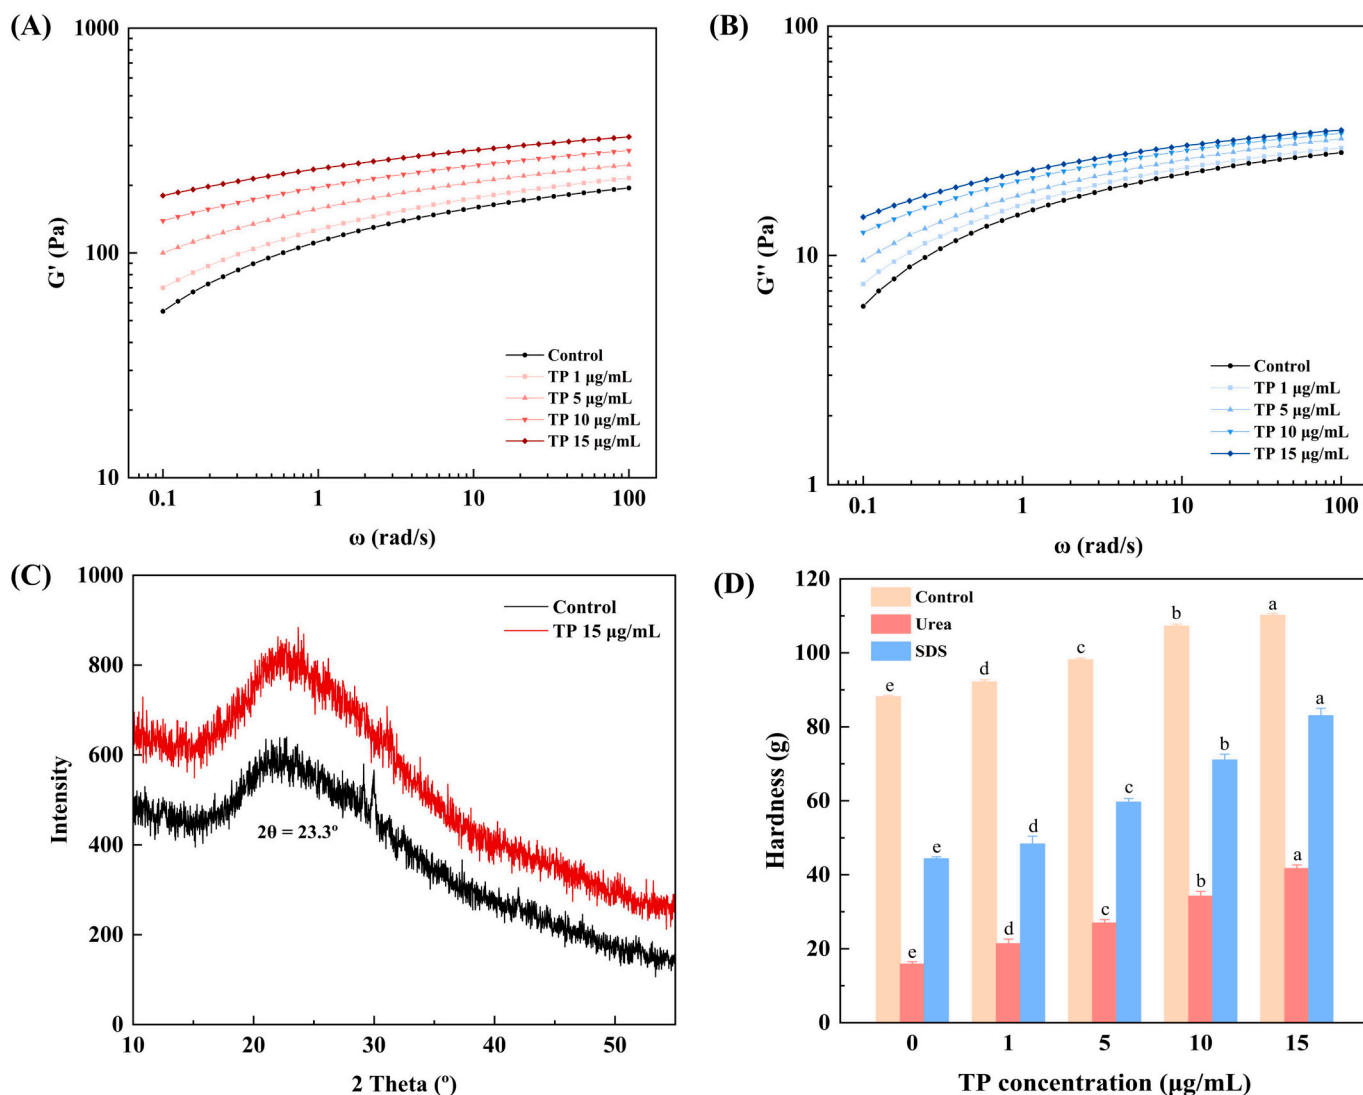 (A)
1000
100
10
G' (Pa)
Control
TP 1 μg/mL
TP 5 μg/mL
TP 10 μg/mL
TP 15 μg/mL
0.1
1
10
100
ω (rad/s)
(B)
100
10
1
G'' (Pa)
Control
TP 1 μg/mL
TP 5 μg/mL
TP 10 μg/mL
TP 15 μg/mL
0.1
1
10
100
ω (rad/s)
(C)
1000
800
600
400
200
0
Intensity
Control
TP 15 μg/mL
2θ = 23.3º
10
20
30
40
50
2 Theta (º)
(D)
120
100
80
60
40
20
0
Hardness (g)
Control
Urea
SDS
e
d
c
b
a
e
d
c
b
a
e
d
c
b
a
0
1
5
10
15
TP concentration (μg/mL)